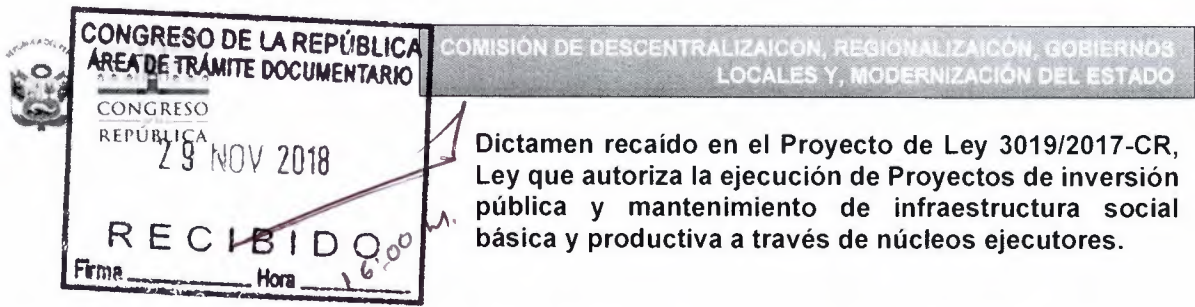 CONGRESO DE LA REPÚBLICA
ÁREA DE TRÁMITE DOCUMENTARIO
CONGRESO
REPÚBLICA
29 NOV 2018
RECIBIDO
Firma Hora 16:00 M.
COMISIÓN DE DESCENTRALIZAICÓN, REGIONALIZAICÓN, GOBIERNOS
LOCALES Y, MODERNIZACIÓN DEL ESTADO
Dictamen recaído en el Proyecto de Ley 3019/2017-CR,
Ley que autoriza la ejecución de Proyectos de inversión
pública y mantenimiento de infraestructura social
básica y productiva a través de núcleos ejecutores.